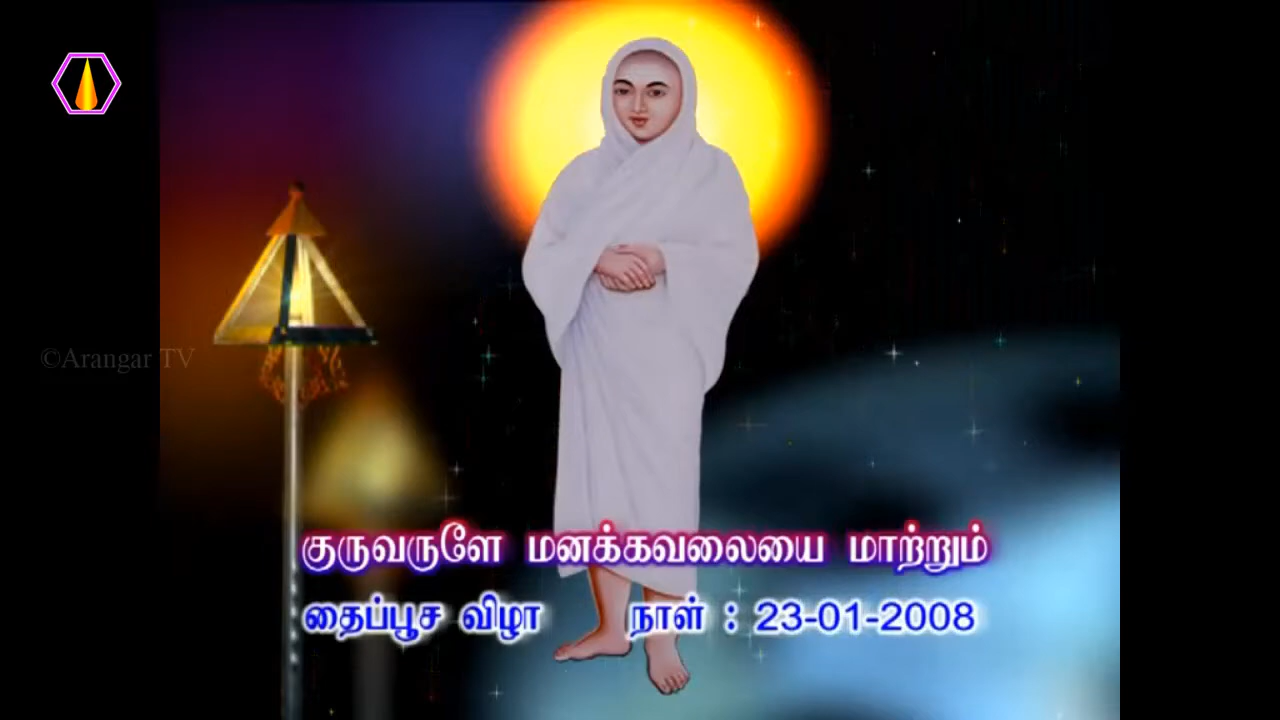 ©Arangar TV
குருவருளே மனக்கவலையை மாற்றும்
தைப்பூச விழா நாள் : 23-01-2008